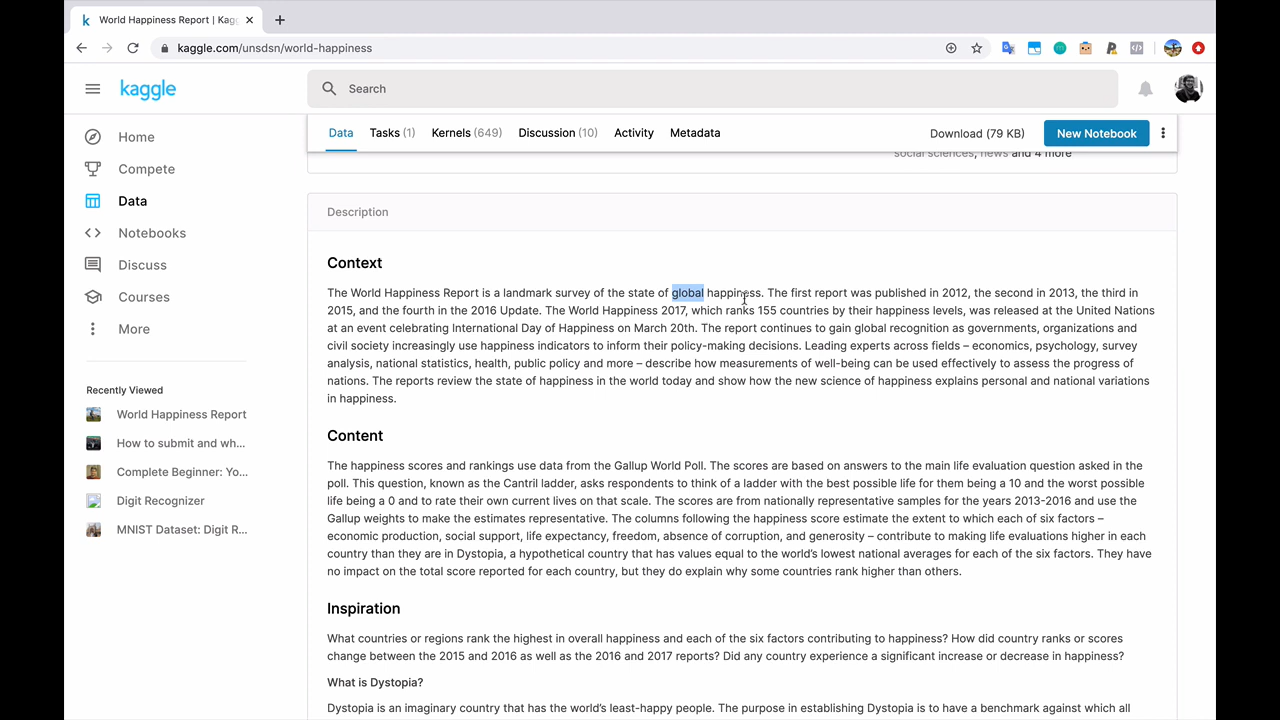 World Happiness Report | Kag
kaggle.com/unsdsn/world-happiness
kaggle
Search
Data
Tasks (1)
Kernels (649)
Discussion (10)
Activity
Metadata
Download (79 KB)
New Notebook
social sciences, news and 4 more
Home
Compete
Data
Notebooks
Discuss
Courses
More
Recently Viewed
World Happiness Report
How to submit and wh...
Complete Beginner: Yo...
Digit Recognizer
MNIST Dataset: Digit R...
Description
Context
The World Happiness Report is a landmark survey of the state of global happiness. The first report was published in 2012, the second in 2013, the third in
2015, and the fourth in the 2016 Update. The World Happiness 2017, which ranks 155 countries by their happiness levels, was released at the United Nations
at an event celebrating International Day of Happiness on March 20th. The report continues to gain global recognition as governments, organizations and
civil society increasingly use happiness indicators to inform their policy-making decisions. Leading experts across fields – economics, psychology, survey
analysis, national statistics, health, public policy and more – describe how measurements of well-being can be used effectively to assess the progress of
nations. The reports review the state of happiness in the world today and show how the new science of happiness explains personal and national variations
in happiness.
Content
The happiness scores and rankings use data from the Gallup World Poll. The scores are based on answers to the main life evaluation question asked in the
poll. This question, known as the Cantril ladder, asks respondents to think of a ladder with the best possible life for them being a 10 and the worst possible
life being a 0 and to rate their own current lives on that scale. The scores are from nationally representative samples for the years 2013-2016 and use the
Gallup weights to make the estimates representative. The columns following the happiness score estimate the extent to which each of six factors –
economic production, social support, life expectancy, freedom, absence of corruption, and generosity – contribute to making life evaluations higher in each
country than they are in Dystopia, a hypothetical country that has values equal to the world's lowest national averages for each of the six factors. They have
no impact on the total score reported for each country, but they do explain why some countries rank higher than others.
Inspiration
What countries or regions rank the highest in overall happiness and each of the six factors contributing to happiness? How did country ranks or scores
change between the 2015 and 2016 as well as the 2016 and 2017 reports? Did any country experience a significant increase or decrease in happiness?
What is Dystopia?
Dystopia is an imaginary country that has the world's least-happy people. The purpose in establishing Dystopia is to have a benchmark against which all